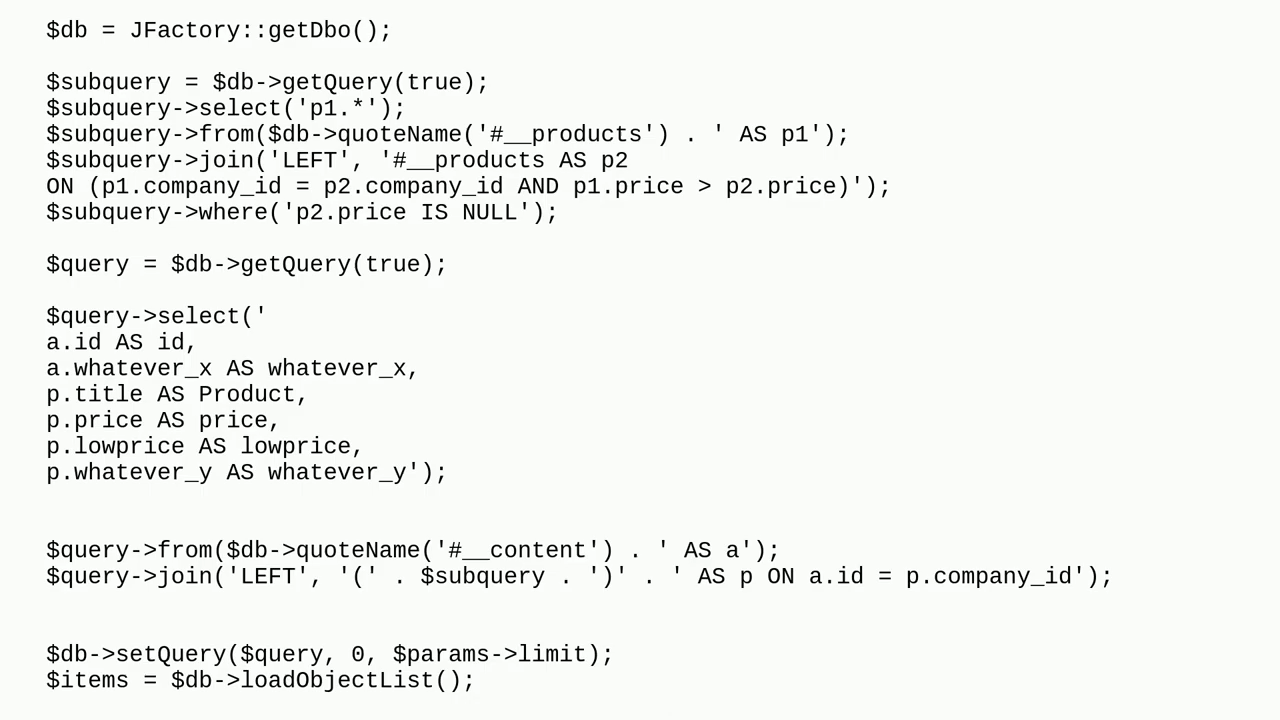 $db = JFactory::getDbo();
$subquery = $db->getQuery(true);
$subquery->select('p1.*');
$subquery->from($db->quoteName('#__products') . ' AS p1');
$subquery->join('LEFT', '#__products AS p2
ON (p1.company_id = p2.company_id AND p1.price > p2.price)');
$subquery->where('p2.price IS NULL');
$query = $db->getQuery(true);
$query->select('
a.id AS id,
a.whatever_x AS whatever_x,
p.title AS Product,
p.price AS price,
p.lowprice AS lowprice,
p.whatever_y AS whatever_y');
$query->from($db->quoteName('#__content') . ' AS a');
$query->join('LEFT', '(' . $subquery . ')' . ' AS p ON a.id = p.company_id');
$db->setQuery($query, 0, $params->limit);
$items = $db->loadObjectList();